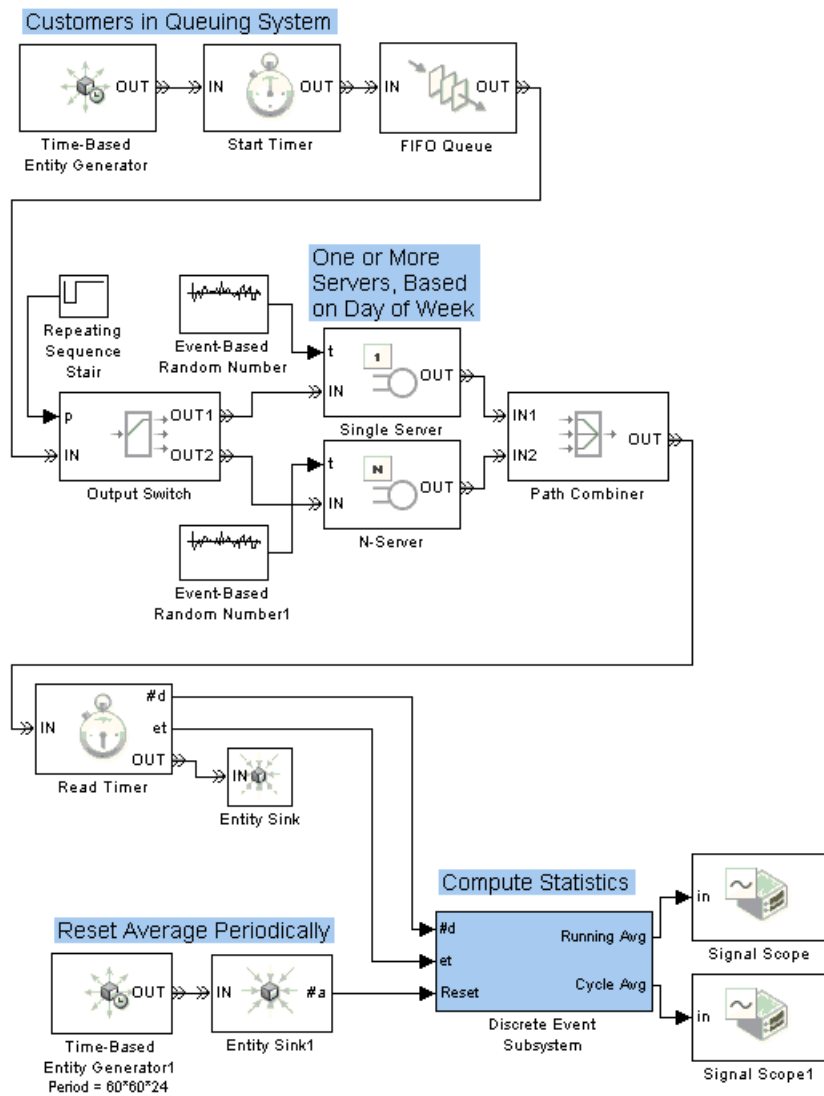 Customers in Queuing System
OUT
IN
OUT
IN
OUT
Time-Based
Entity Generator
Start Timer
FIFO Queue
One or More
Servers, Based
on Day of Week
Repeating
Sequence
Stair
Event-Based
Random Number
t
1
OUT
IN
Single Server
p
OUT1
IN
OUT2
Output Switch
t
N
OUT
IN
N-Server
IN1
OUT
IN2
Path Combiner
Event-Based
Random Number1
#d
IN
et
OUT
Read Timer
IN
Entity Sink
Compute Statistics
#d
Running Avg
et
Cycle Avg
Reset
Discrete Event
Subsystem
in
Signal Scope
in
Signal Scope1
Reset Average Periodically
OUT
IN
#a
Time-Based
Entity Generator1
Period = 60*60*24
Entity Sink1